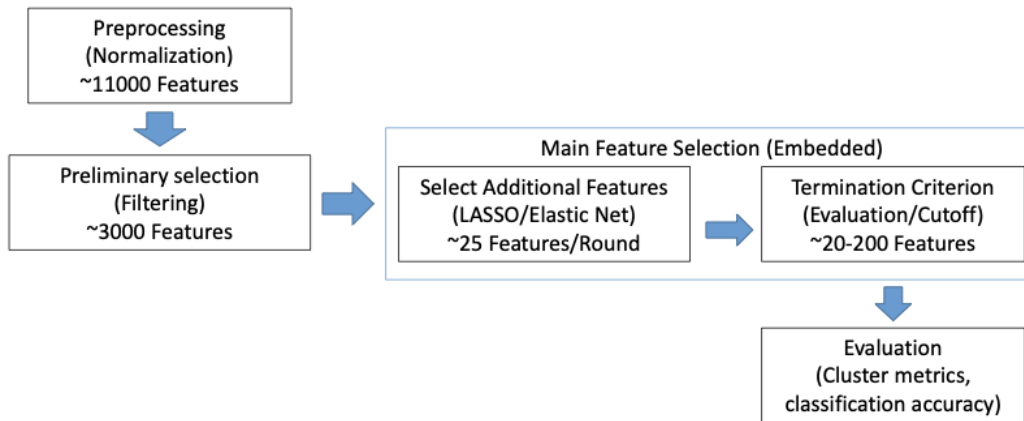 Preprocessing
(Normalization)
~11000 Features
Preliminary selection
(Filtering)
~3000 Features
Main Feature Selection (Embedded)
Select Additional Features
(LASSO/Elastic Net)
~25 Features/Round
Termination Criterion
(Evaluation/Cutoff)
~20-200 Features
Evaluation
(Cluster metrics,
classification accuracy)